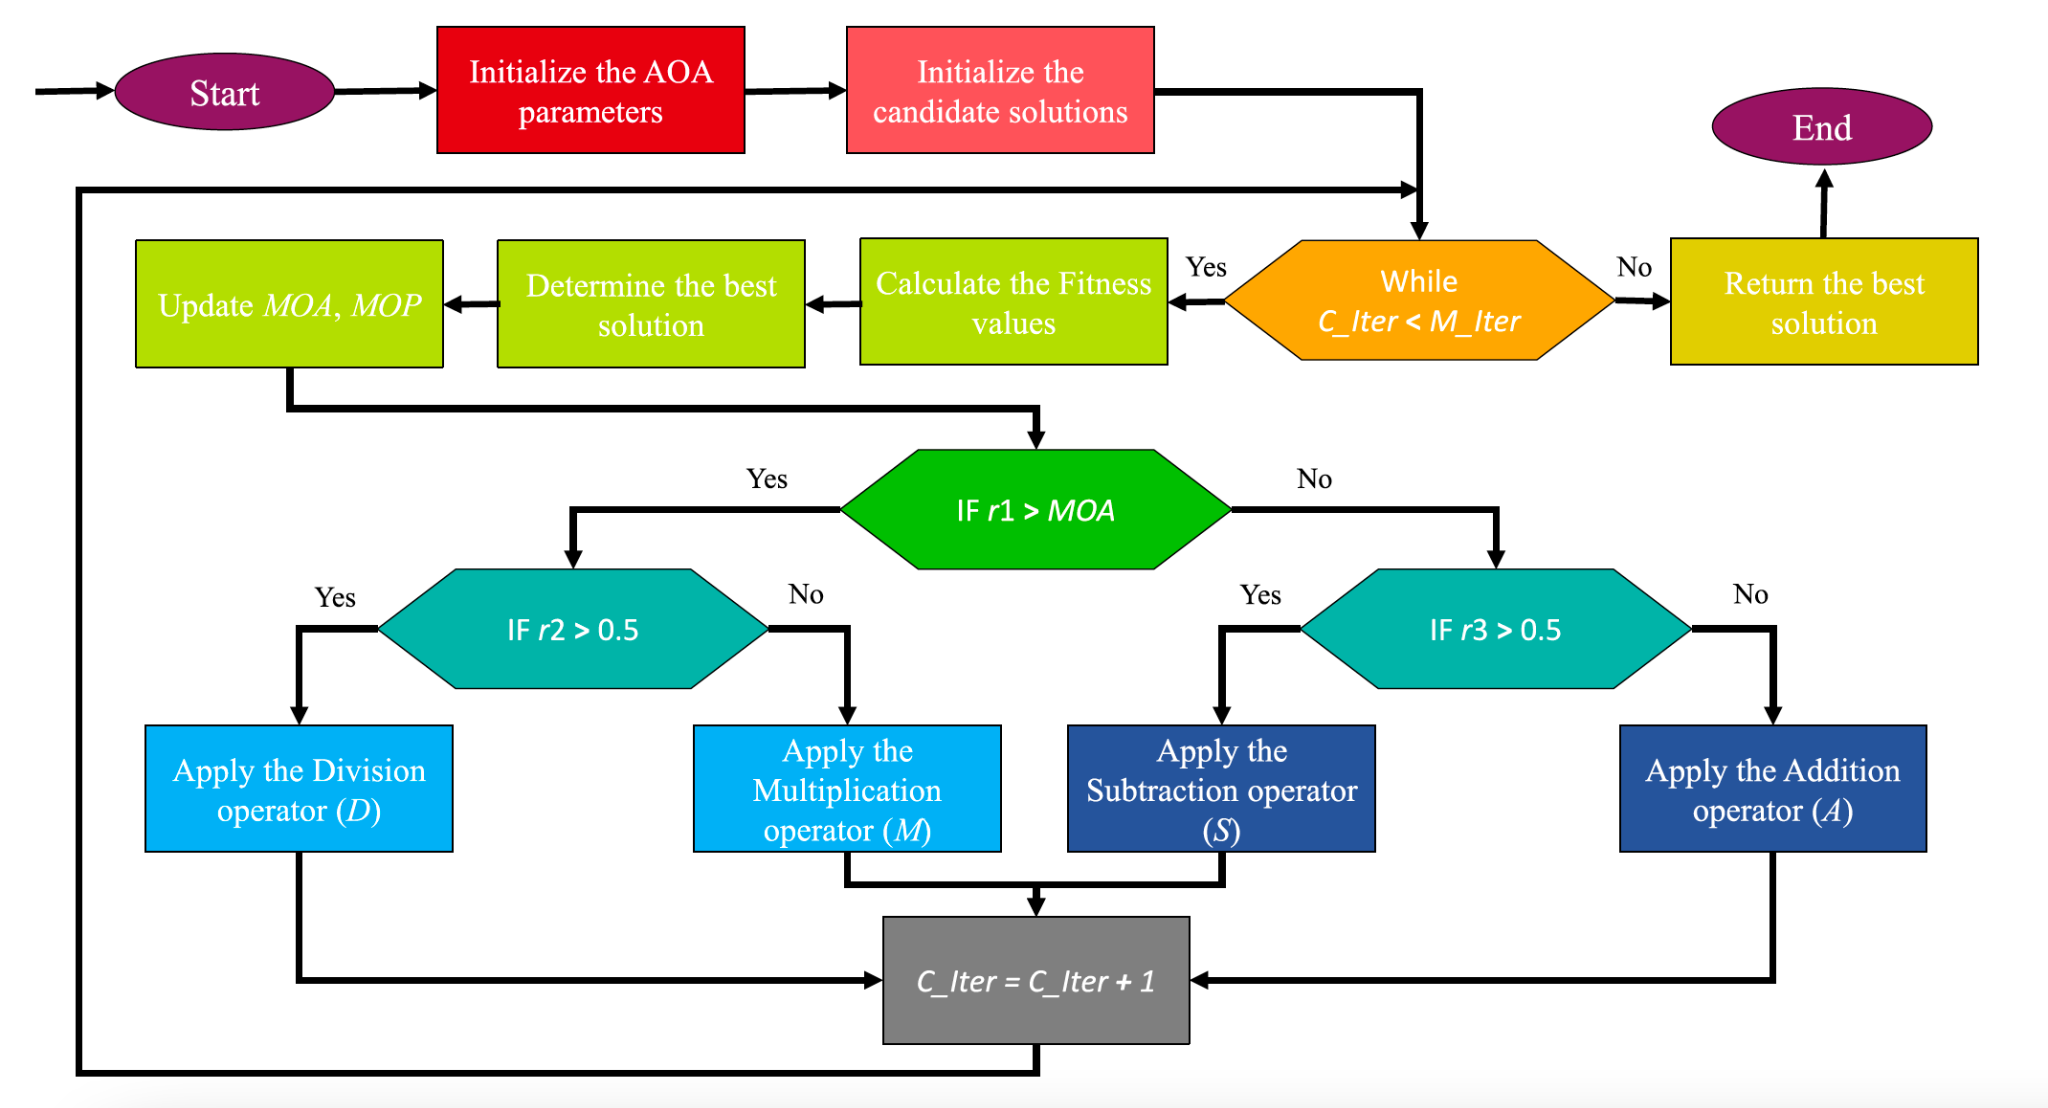 Start
Initialize the AOA
parameters
Initialize the
candidate solutions
End
Update MOA, MOP
Determine the best
solution
Calculate the Fitness
values
Yes
While
C_Iter < M_Iter
No
Return the best
solution
Yes
IF r1 > MOA
No
Yes
IF r2 > 0.5
No
Yes
IF r3 > 0.5
No
Apply the Division
operator (D)
Apply the
Multiplication
operator (M)
Apply the
Subtraction operator
(S)
Apply the Addition
operator (A)
C_Iter = C_Iter + 1